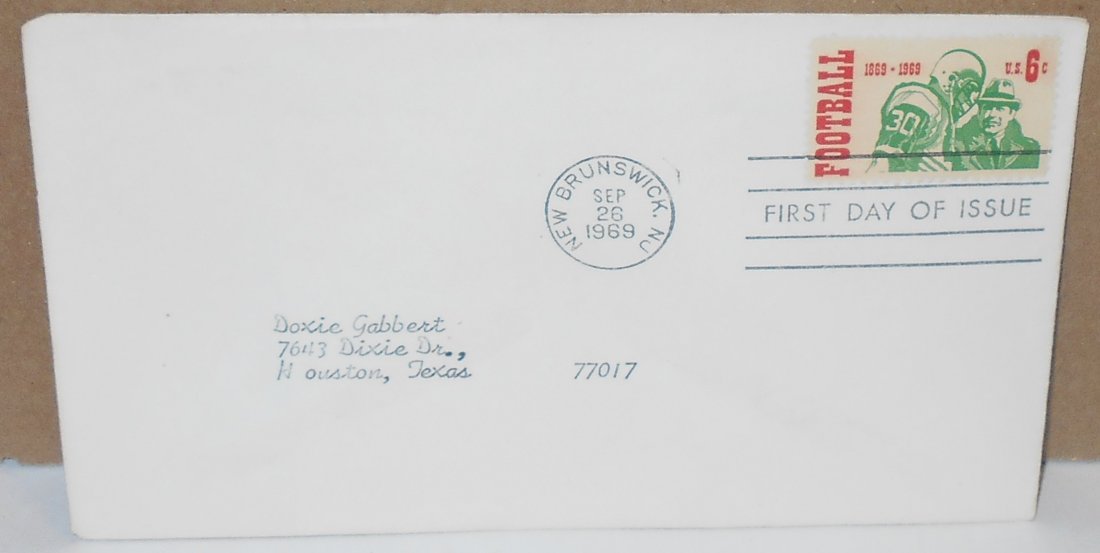 FOOTBALL
1869 - 1969
U.S. 6c
30
NEW BRUNSWICK, NJ
SEP
26
1969
FIRST DAY OF ISSUE
Doxie Gabbert
7643 Dixie Dr.,
Houston, Texas 77017